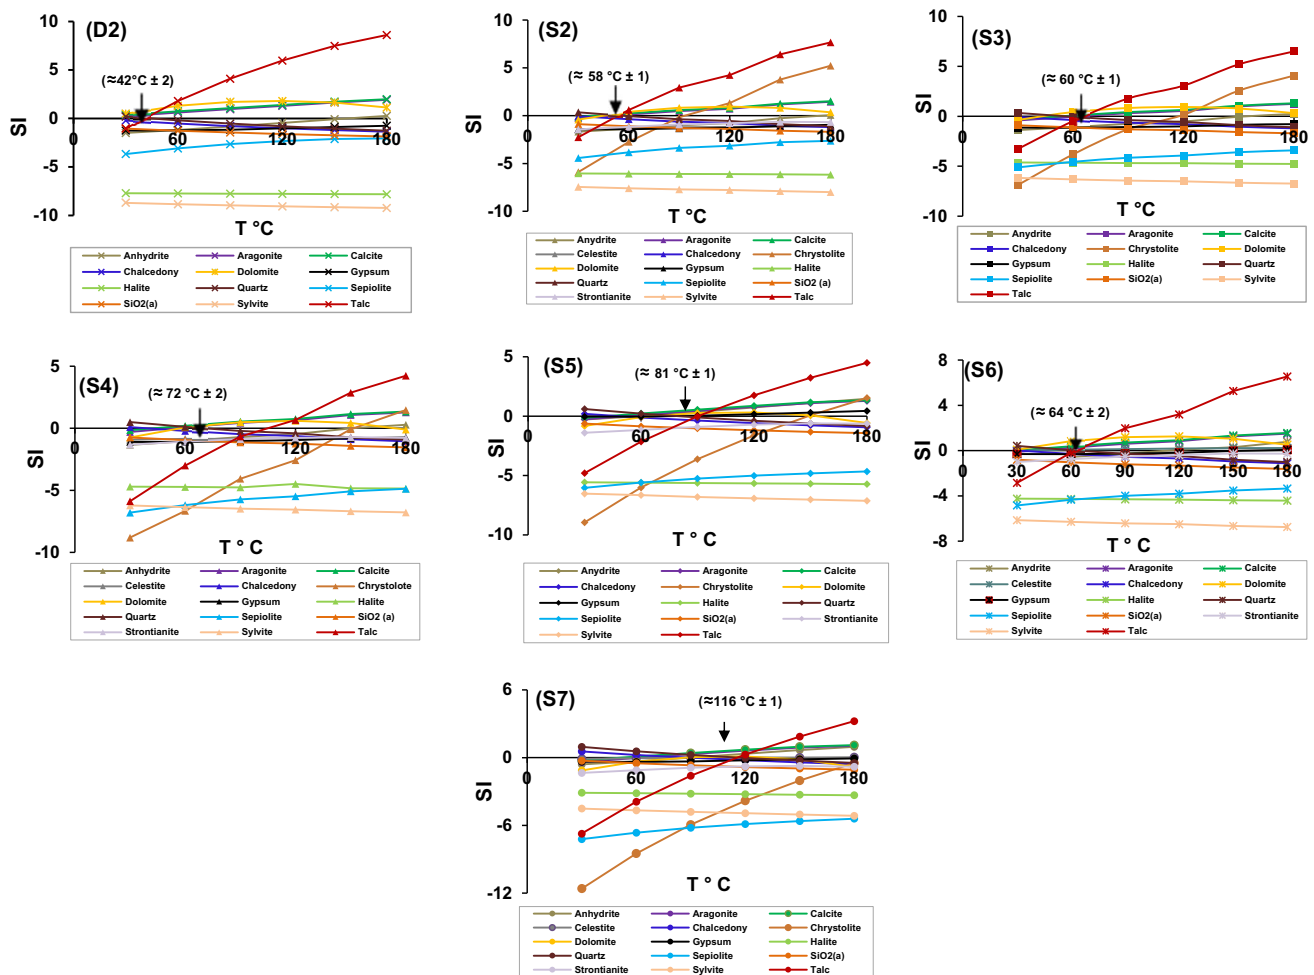 (D2)
(≈42°C ± 2)
10
5
0
-5
-10
SI
0
60
120
180
T °C
Anhydrite Aragonite Calcite
Chalcedony Dolomite Gypsum
Halite Quartz Sepiolite
SiO2(a) Sylvite Talc
(S2)
(≈ 58 °C ± 1)
10
5
0
-5
-10
SI
0
60
120
180
T °C
Anydrite Aragonite Calcite
Celestite Chalcedony Chrystolite
Dolomite Gypsum Halite
Quartz Sepiolite SiO2 (a)
Strontianite Sylvite Talc
(S3)
(≈ 60 °C ± 1)
10
5
0
-5
-10
SI
0
60
120
180
T °C
Anydrite Aragonite Calcite
Chalcedony Chrystolite Dolomite
Gypsum Halite Quartz
Sepiolite SiO2(a) Sylvite
Talc
(S4)
(≈ 72 °C ± 2)
5
0
-5
-10
SI
0
60
120
180
T ° C
Anhydrite Aragonite Calcite
Celestite Chalcedony Chrystolote
Dolomite Gypsum Halite
Quartz Sepiolite SiO2 (a)
Strontianite Sylvite Talc
(S5)
(≈ 81 °C ± 1)
5
0
-5
-10
SI
0
60
120
180
T ° C
Anydrite Aragonite Calcite
Chalcedony Chrystolite Dolomite
Gypsum Halite Quartz
Sepiolite SiO2(a) Strontianite
Sylvite Talc
(S6)
(≈ 64 °C ± 2)
8
4
0
-4
-8
SI
0 30 60 90 120 150 180
T ° C
Anydrite Aragonite Calcite
Celestite Chalcedony Dolomite
Gypsum Halite Quartz
Sepiolite SiO2(a) Strontianite
Sylvite Talc
(S7)
(≈116 °C ± 1)
6
0
-6
-12
SI
0
60
120
180
T ° C
Anhydrite Aragonite Calcite
Celestite Chalcedony Chrystolite
Dolomite Gypsum Halite
Quartz Sepiolite SiO2(a)
Strontianite Sylvite Talc